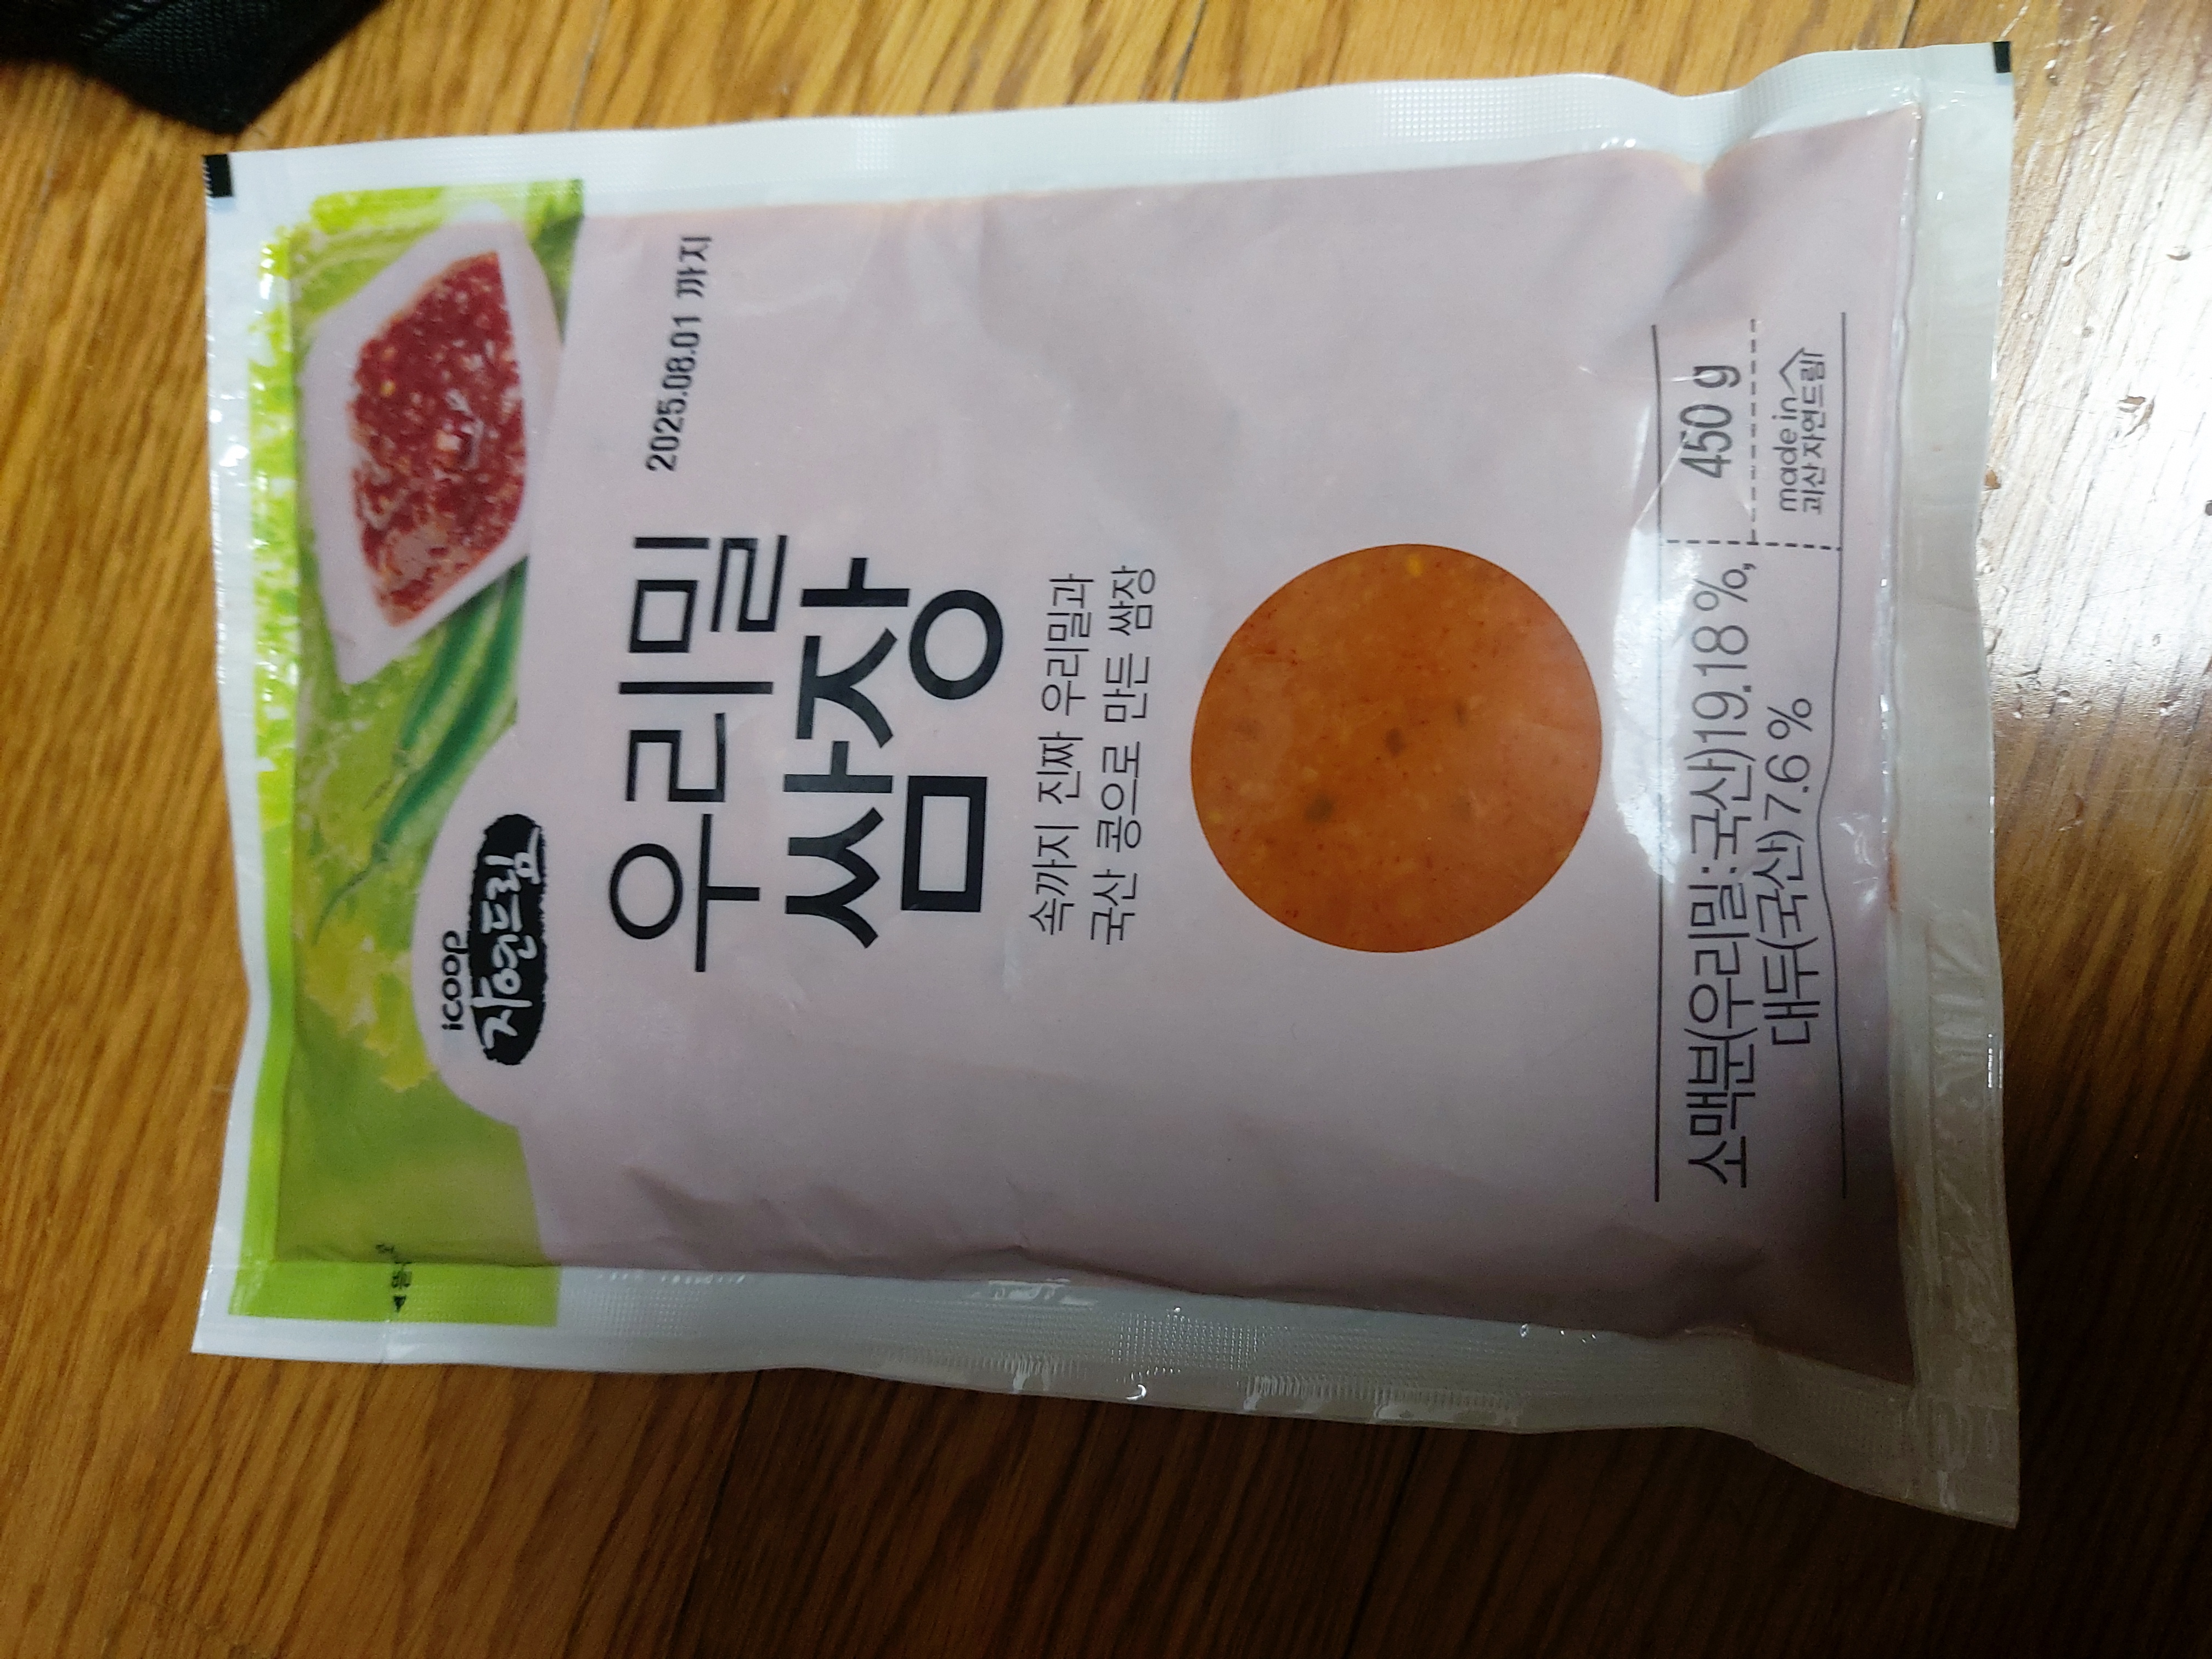 icoop
자연드림
우리밀
쌈장
2025.08.01 까지
속까지 진짜 우리밀과
국산 콩으로 만든 쌈장
소맥분(우리밀:국산)19.18 %,
대두(국산) 7.6 %
450 g
made in
괴산자연드림